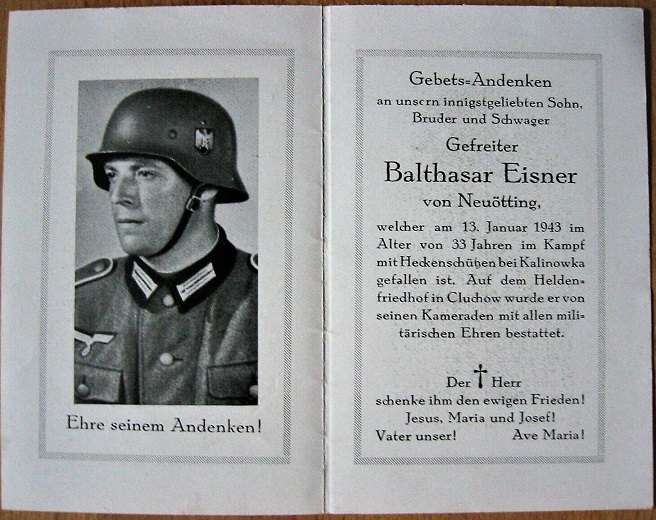 Ehre seinem Andenken!
Gebets=Andenken
an unsern innigstgeliebten Sohn,
Bruder und Schwager
Gefreiter
Balthasar Eisner
von Neuötting,
welcher am 13. Januar 1943 im
Alter von 33 Jahren im Kampf
mit Heckenschützen bei Kalinowka
gefallen ist. Auf dem Helden-
friedhof in Cluchow wurde er von
seinen Kameraden mit allen mili-
tärischen Ehren bestattet.
Der † Herr
schenke ihm den ewigen Frieden!
Jesus, Maria und Josef!
Vater unser! Ave Maria!